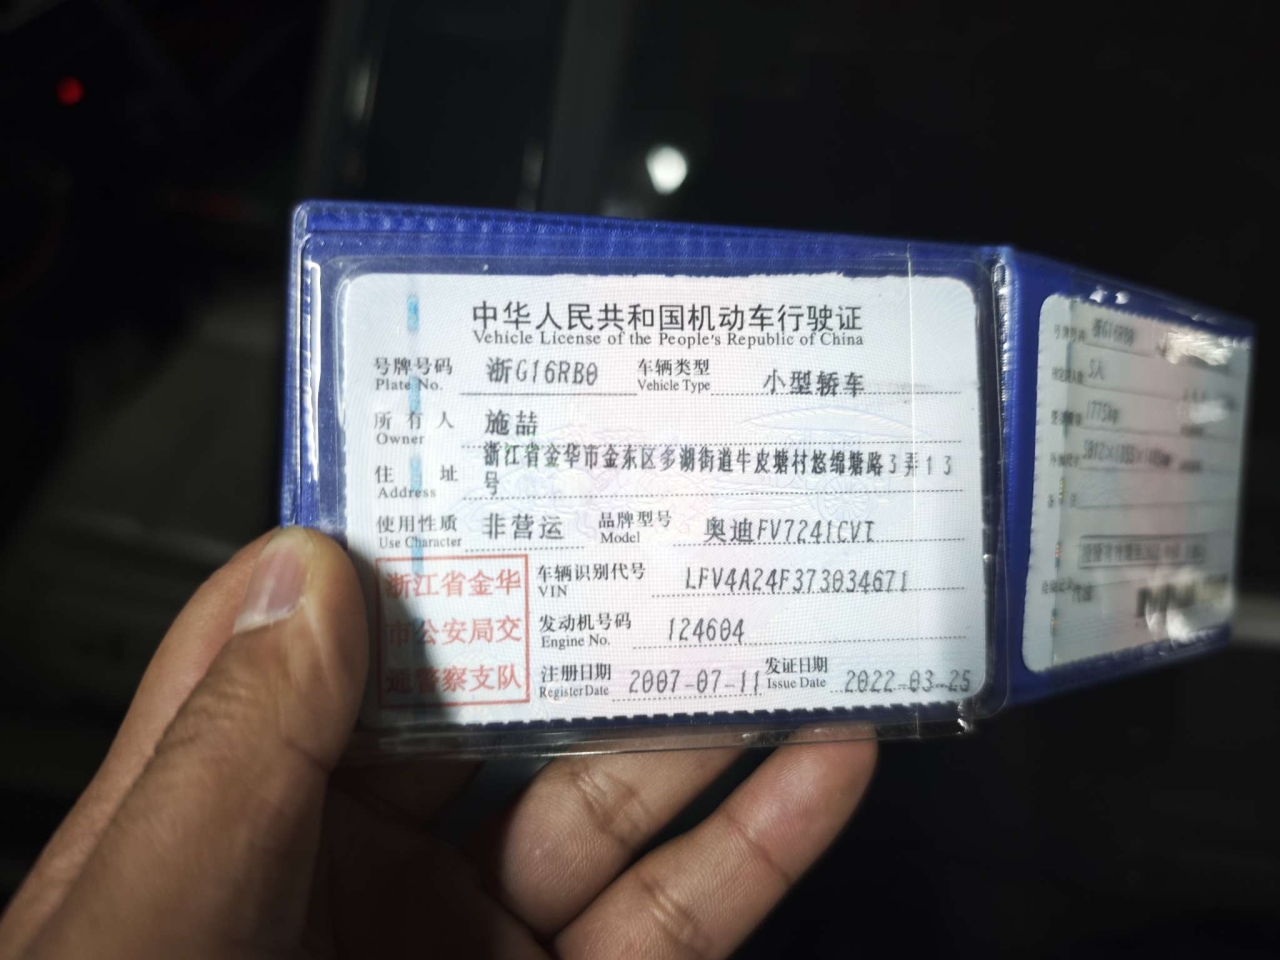 中华人民共和国机动车行驶证
Vehicle License of the People's Republic of China
号牌号码 浙G16RB0 车辆类型 小型轿车
Plate No. Vehicle Type
所有人 施喆
Owner
住址 浙江省金华市金东区多湖街道牛皮塘村悠绵塘路3弄13
Address 号
使用性质 非营运 品牌型号 奥迪FV7241CVT
Use Character Model
浙江省金华
市公安局交
通警察支队
车辆识别代号 LFV4A24F373034671
VIN
发动机号码 124604
Engine No.
注册日期 2007-07-11 发证日期 2022-03-25
Register Date Issue Date
5人